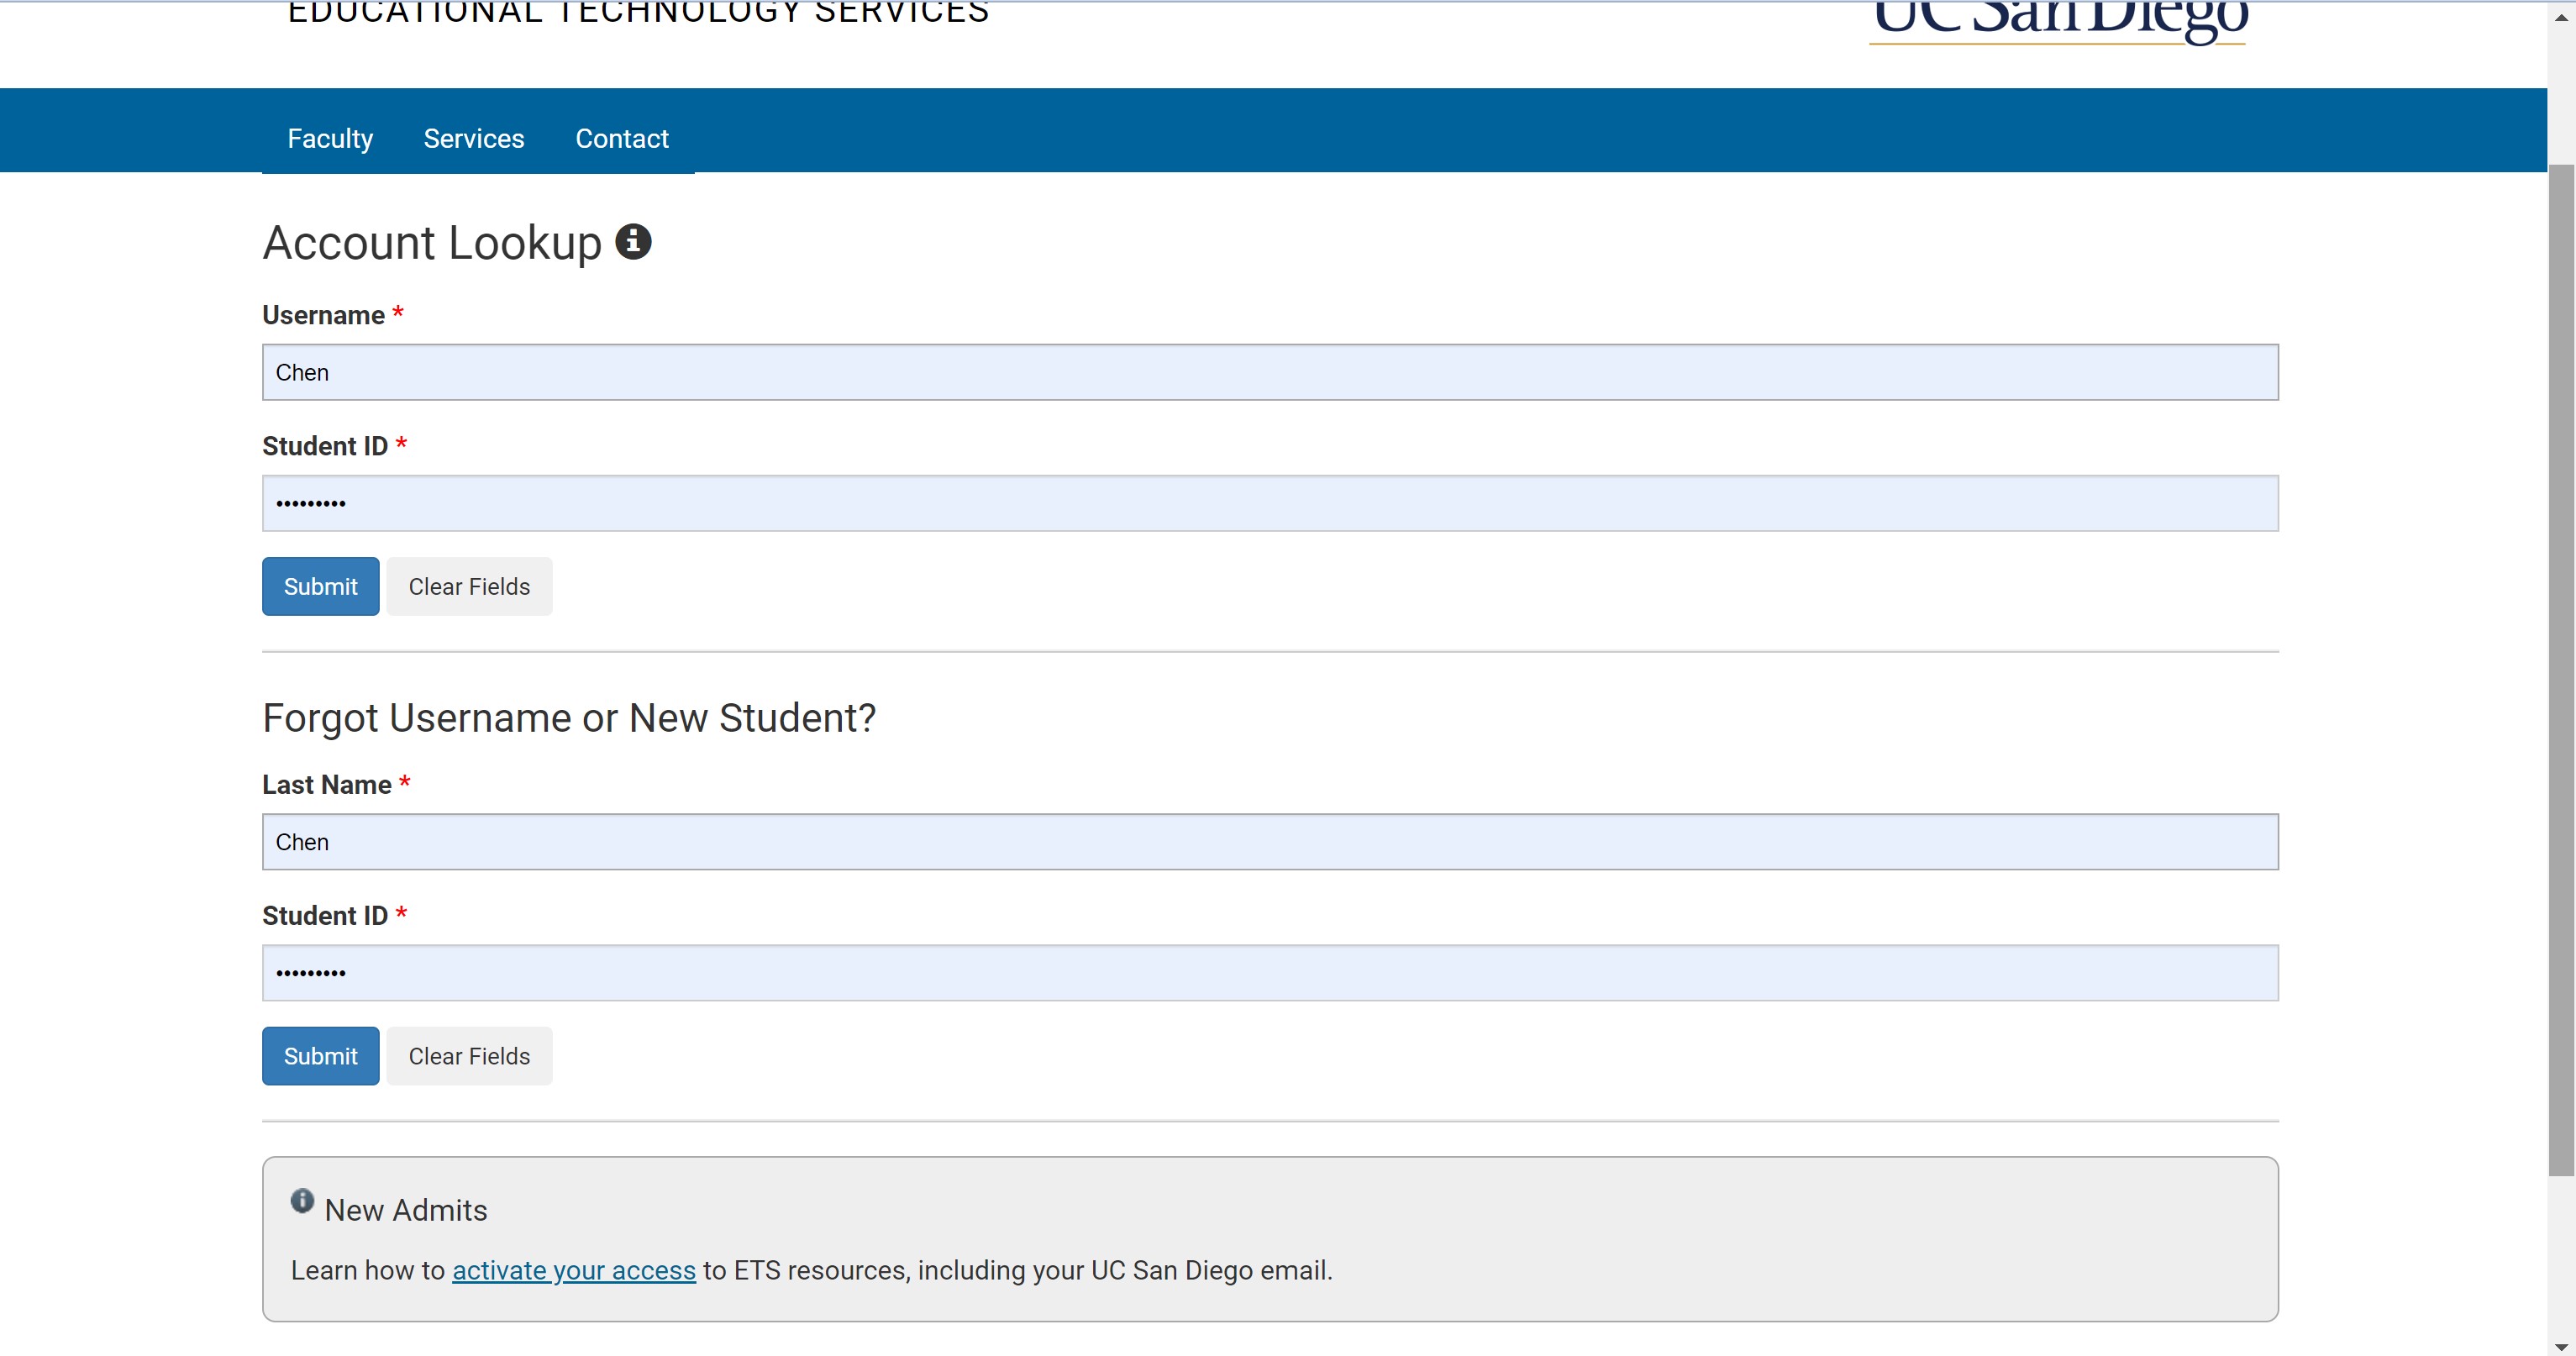 EDUCATIONAL TECHNOLOGY SERVICES
UC San Diego
Faculty Services Contact
Account Lookup
Username *
Chen
Student ID *
•••••••••
Submit Clear Fields
Forgot Username or New Student?
Last Name *
Chen
Student ID *
•••••••••
Submit Clear Fields
New Admits
Learn how to activate your access to ETS resources, including your UC San Diego email.